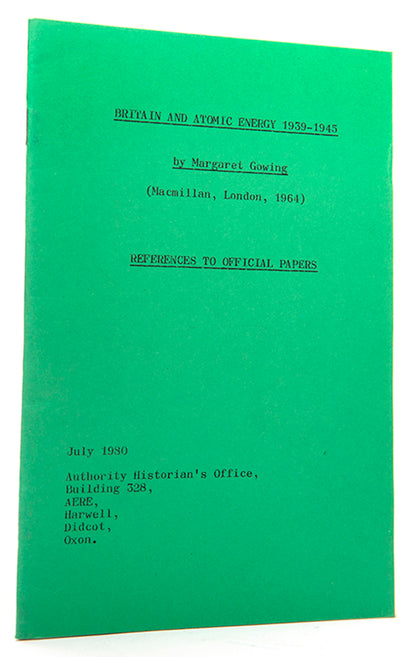 BRITAIN AND ATOMIC ENERGY 1939-1945
by Margaret Gowing
(Macmillan, London, 1964)
REFERENCES TO OFFICIAL PAPERS
July 1980
Authority Historian's Office,
Building 328,
AERE,
Harwell,
Didcot,
Oxon.